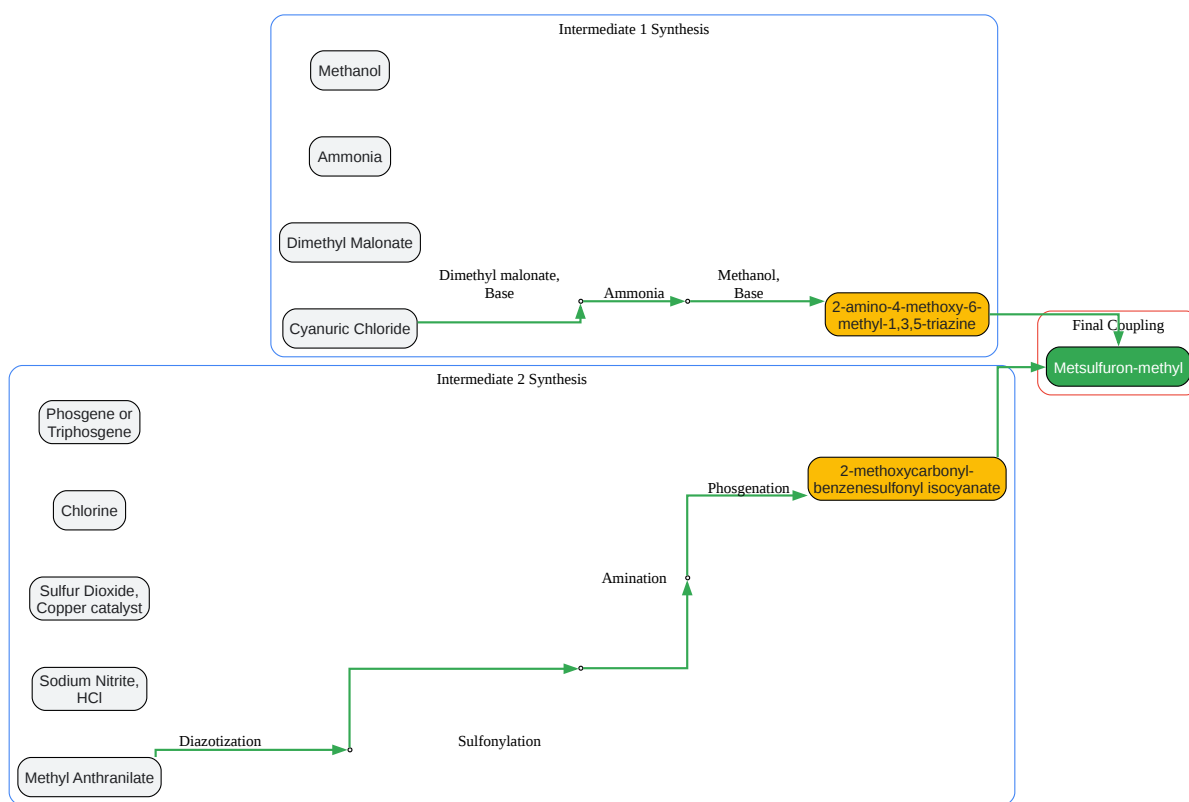 Intermediate 1 Synthesis
Methanol
Ammonia
Dimethyl Malonate
Cyanuric Chloride
Dimethyl malonate,
Base
Ammonia
Methanol,
Base
2-amino-4-methoxy-6-
methyl-1,3,5-triazine
Final Coupling
Metsulfuron-methyl
Intermediate 2 Synthesis
Phosgene or
Triphosgene
Chlorine
Sulfur Dioxide,
Copper catalyst
Sodium Nitrite,
HCl
Methyl Anthranilate
Diazotization
Sulfonylation
Amination
Phosgenation
2-methoxycarbonyl-
benzenesulfonyl isocyanate